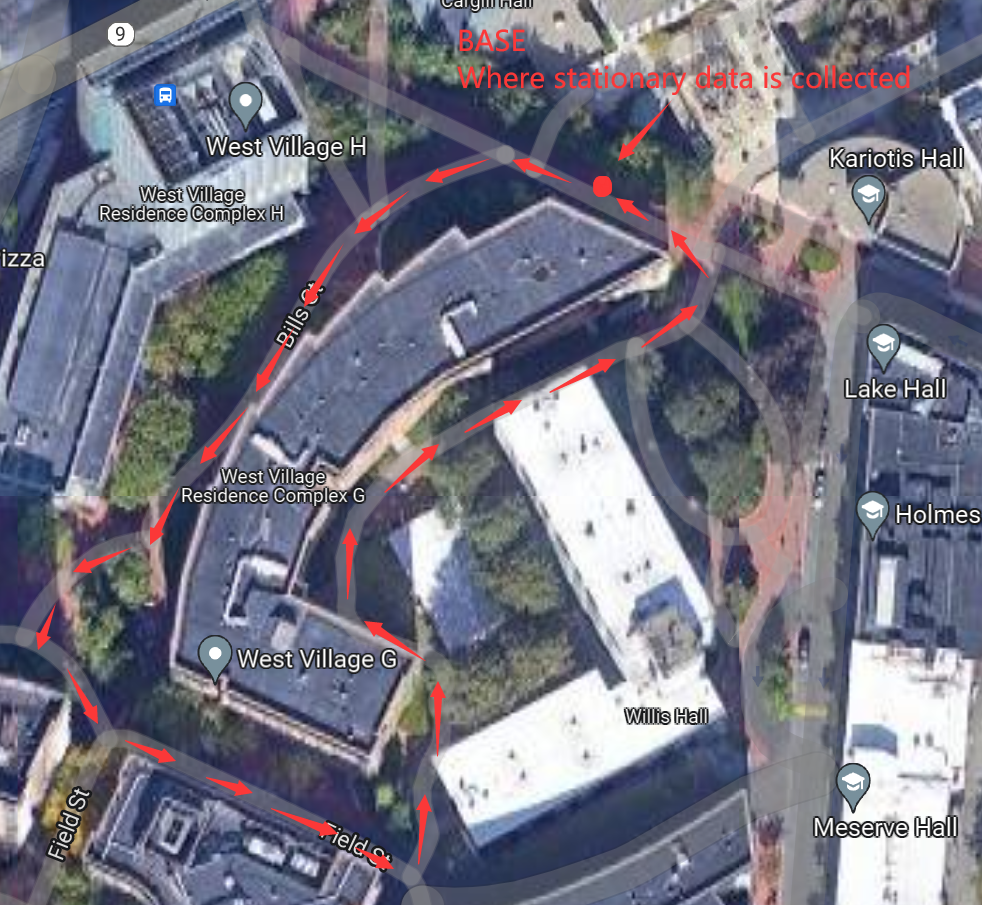 Cargill Hall
9
BASE
Where stationary data is collected
West Village H
Kariotis Hall
West Village
Residence Complex H
izza
Bills Ct
Lake Hall
West Village
Residence Complex G
Holmes
West Village G
Willis Hall
Field St
Field St
Meserve Hall